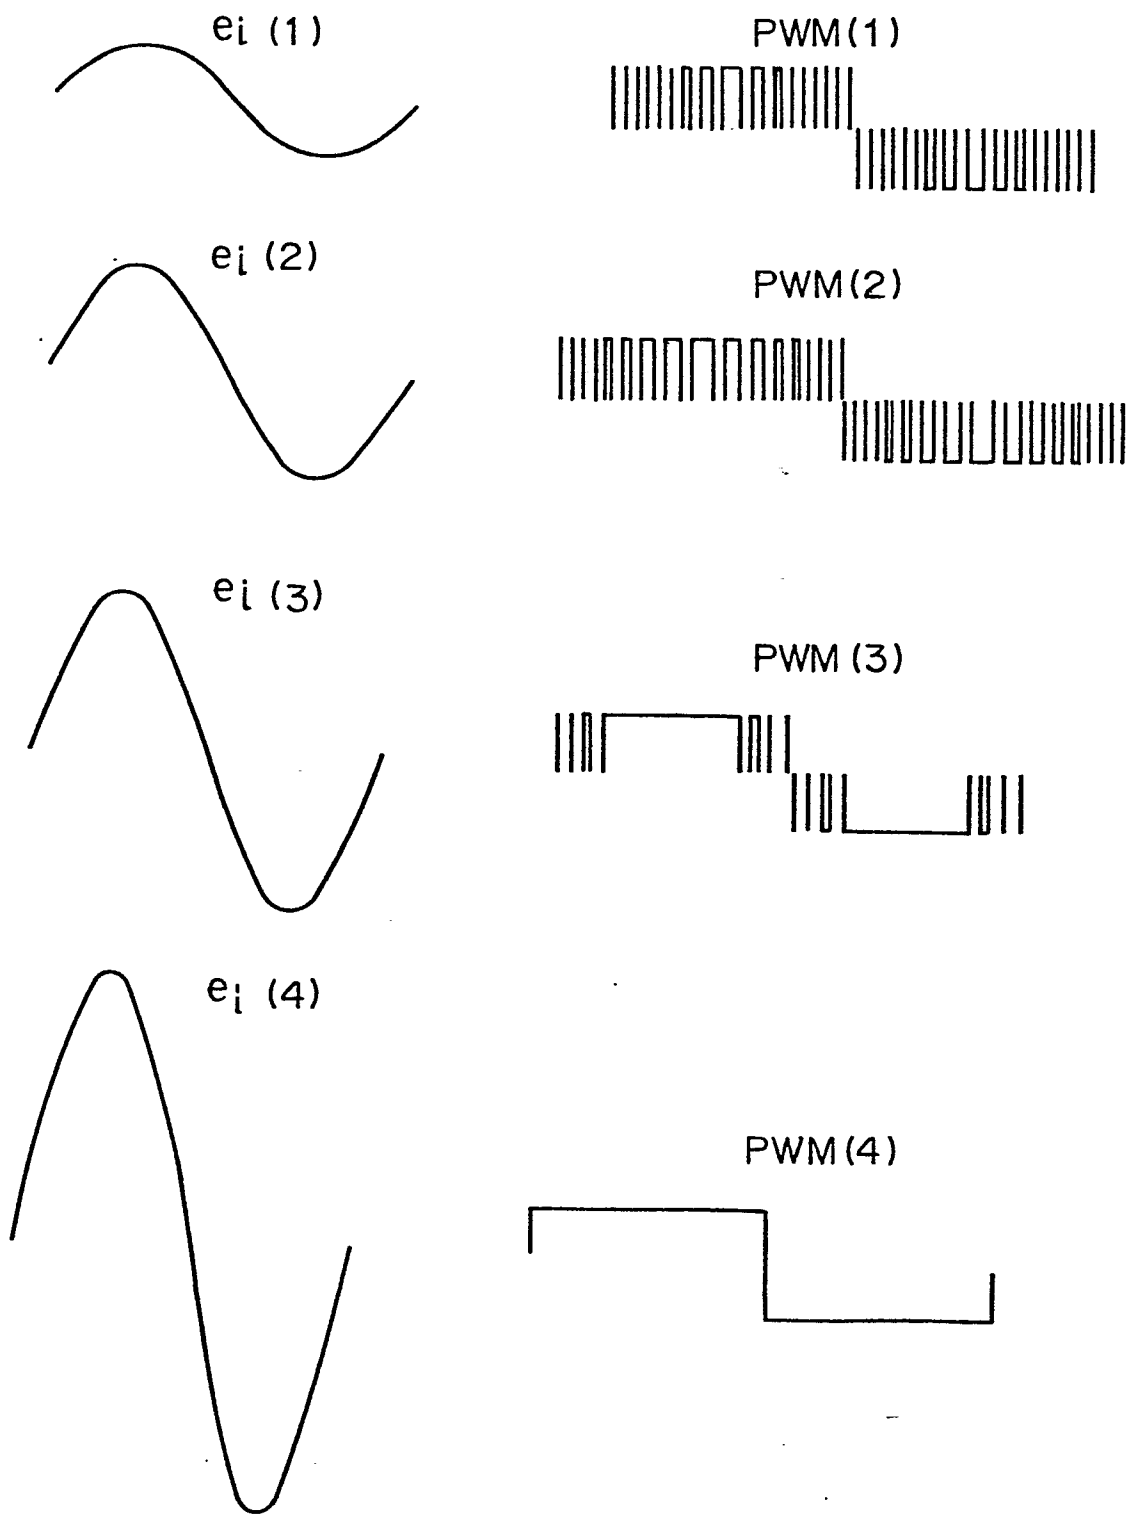 ei (1)
PWM(1)
ei (2)
PWM(2)
ei (3)
PWM (3)
ei (4)
PWM(4)